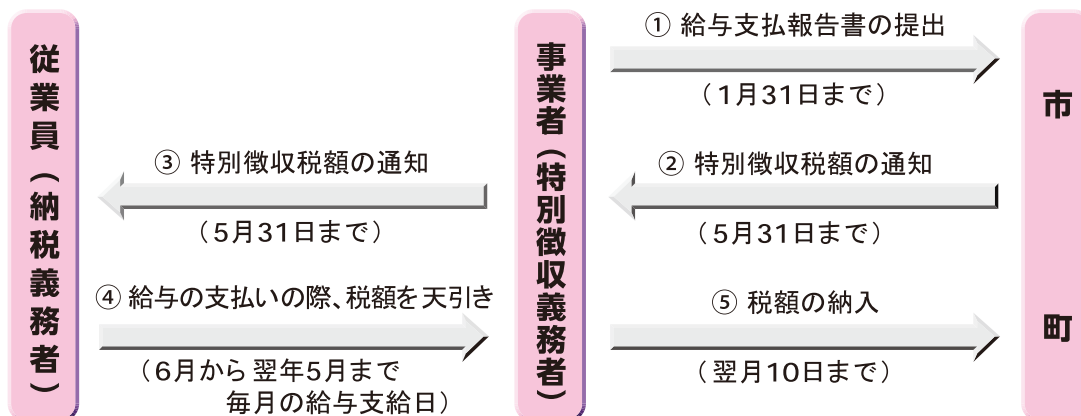 従業員（納税義務者）
事業者（特別徴収義務者）
市町
① 給与支払報告書の提出
（1月31日まで）
② 特別徴収税額の通知
（5月31日まで）
③ 特別徴収税額の通知
（5月31日まで）
④ 給与の支払いの際、税額を天引き
（6月から翌年5月まで
毎月の給与支給日）
⑤ 税額の納入
（翌月10日まで）